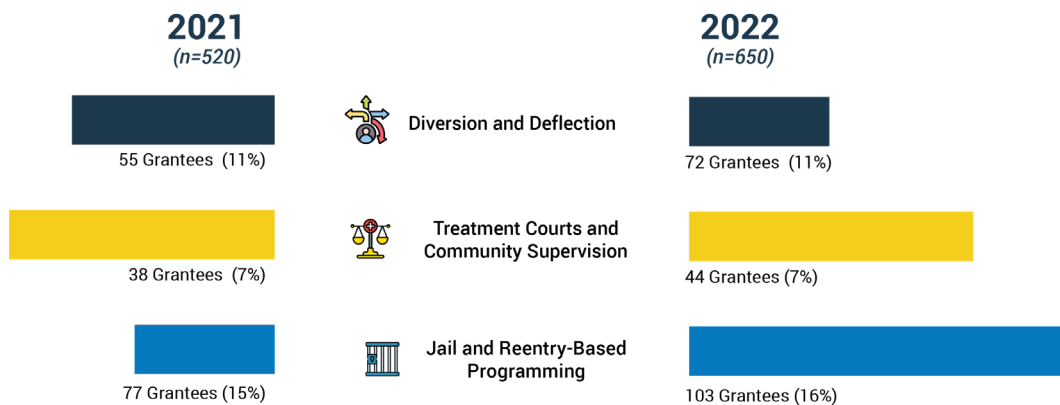 2021
(n=520)
2022
(n=650)
Diversion and Deflection
55 Grantees (11%)
72 Grantees (11%)
Treatment Courts and
Community Supervision
38 Grantees (7%)
44 Grantees (7%)
Jail and Reentry-Based
Programming
77 Grantees (15%)
103 Grantees (16%)